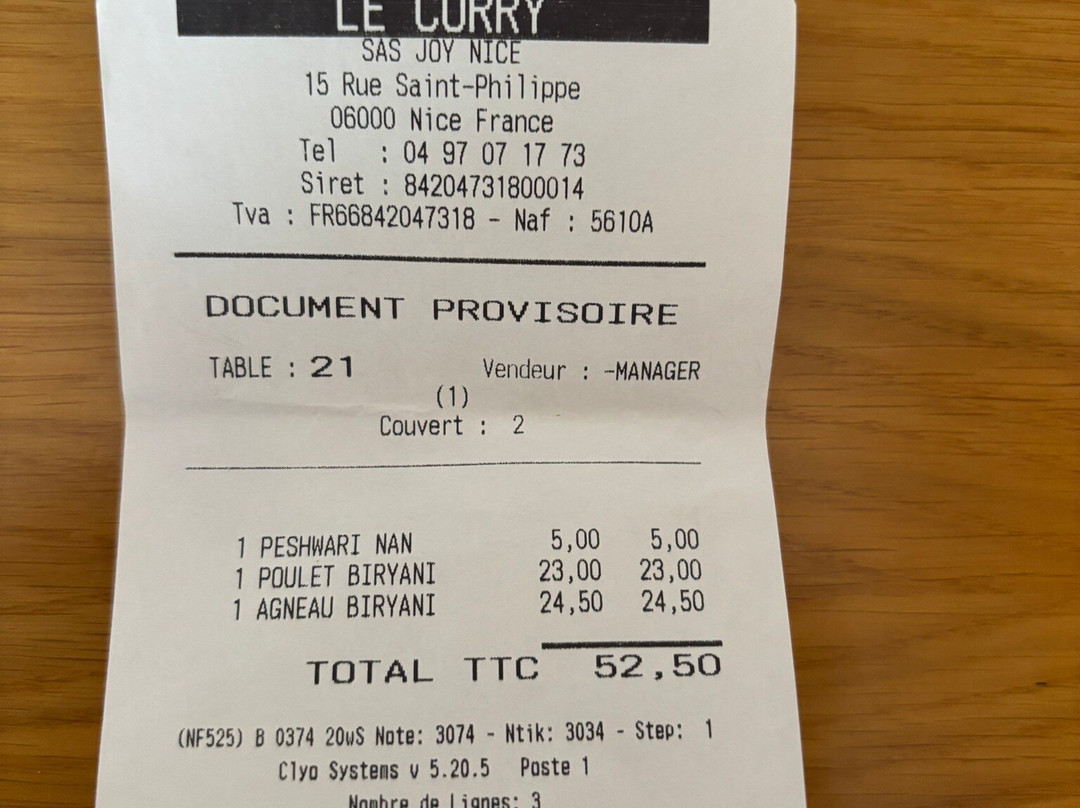 LE CURRY
SAS JOY NICE
15 Rue Saint-Philippe
06000 Nice France
Tel : 04 97 07 17 73
Siret : 84204731800014
Tva : FR66842047318 - Naf : 5610A
DOCUMENT PROVISOIRE
TABLE : 21 Vendeur : -MANAGER
(1)
Couvert : 2
1 PESHWARI NAN 5,00 5,00
1 POULET BIRYANI 23,00 23,00
1 AGNEAU BIRYANI 24,50 24,50
TOTAL TTC 52,50
(NF525) B 0374 20wS Note: 3074 - Ntik: 3034 - Step: 1
Clyo Systems v 5.20.5 Poste 1
Nombre de Lignes: 3